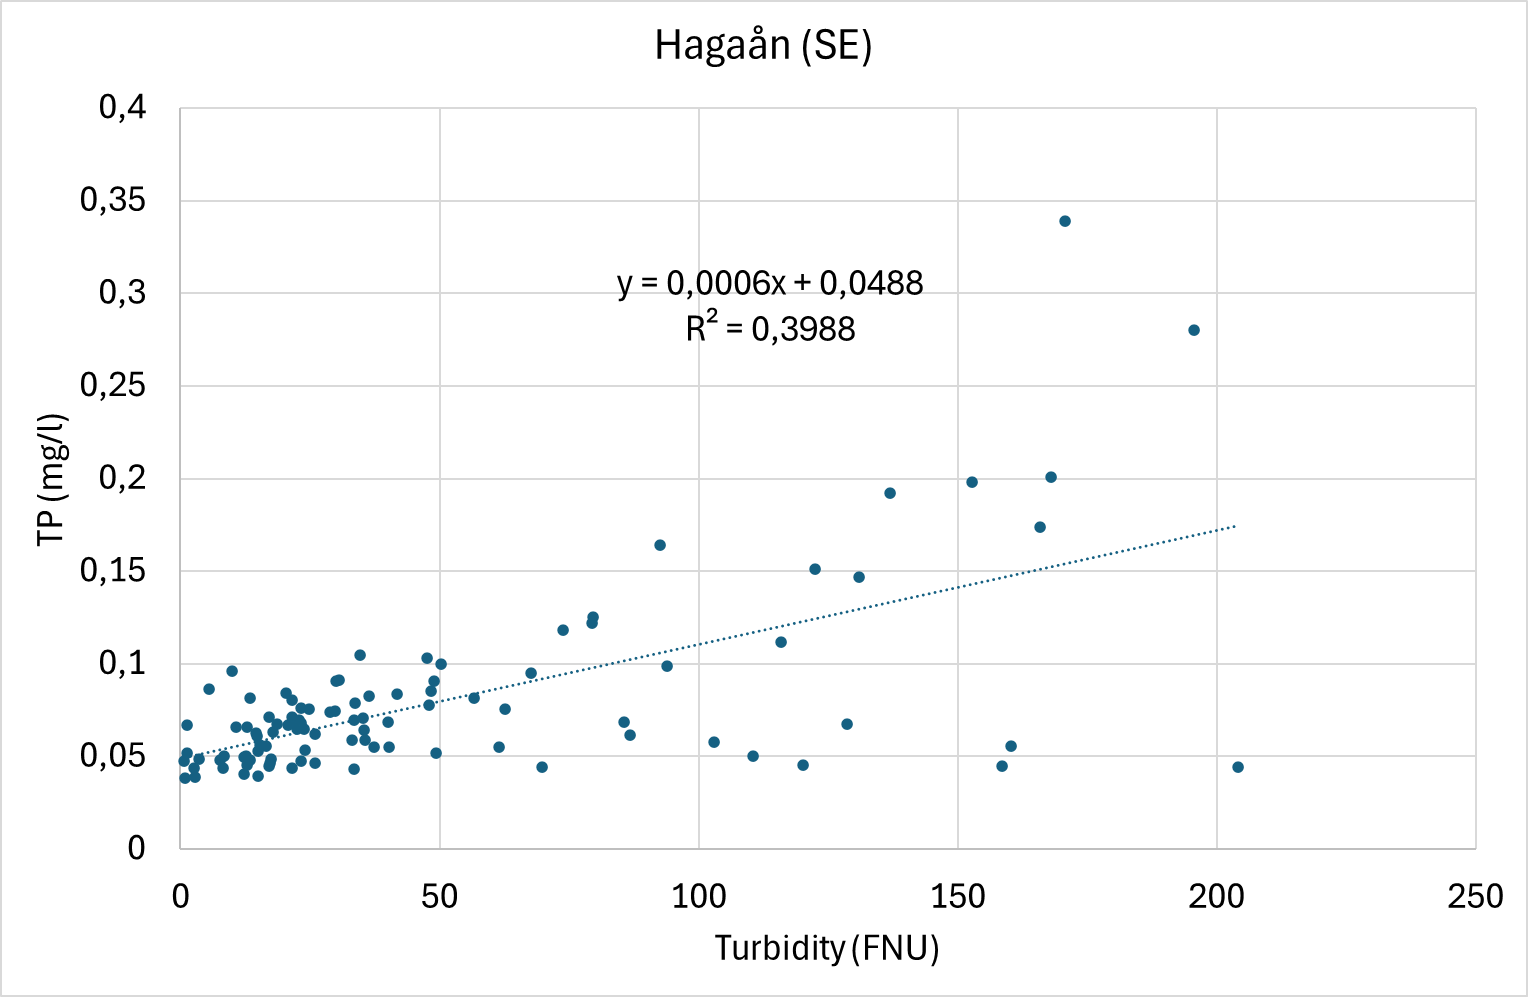 Hagaån (SE)
0,4
0,35
0,3
0,25
0,2
0,15
0,1
0,05
0
y = 0,0006x + 0,0488
R² = 0,3988
TP (mg/l)
0 50 100 150 200 250
Turbidity (FNU)